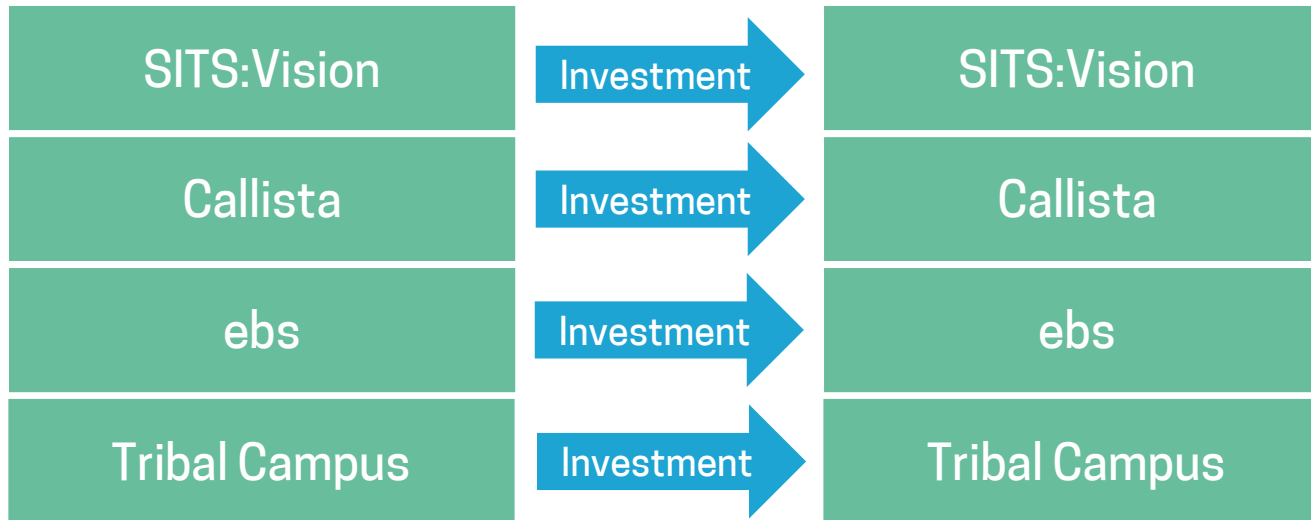 SITS:Vision Investment SITS:Vision
Callista Investment Callista
ebs Investment ebs
Tribal Campus Investment Tribal Campus